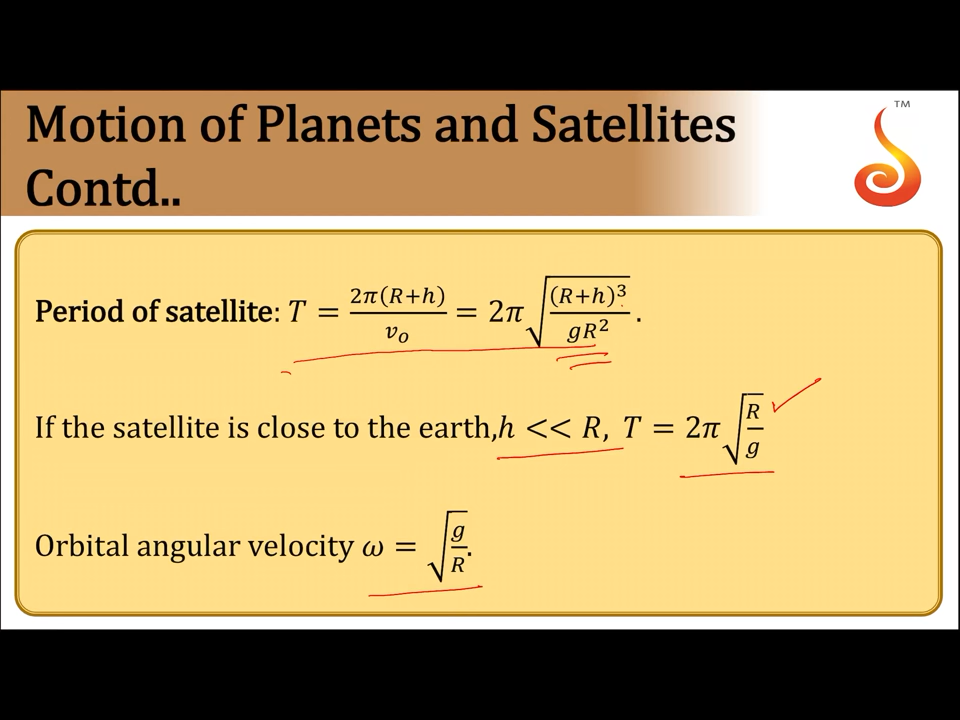 Motion of Planets and Satellites
Contd..
TM
Period of satellite: T = 2π(R+h)/v₀ = 2π√((R+h)³/gR²).
If the satellite is close to the earth,h << R, T = 2π√(R/g)
Orbital angular velocity ω = √(g/R).